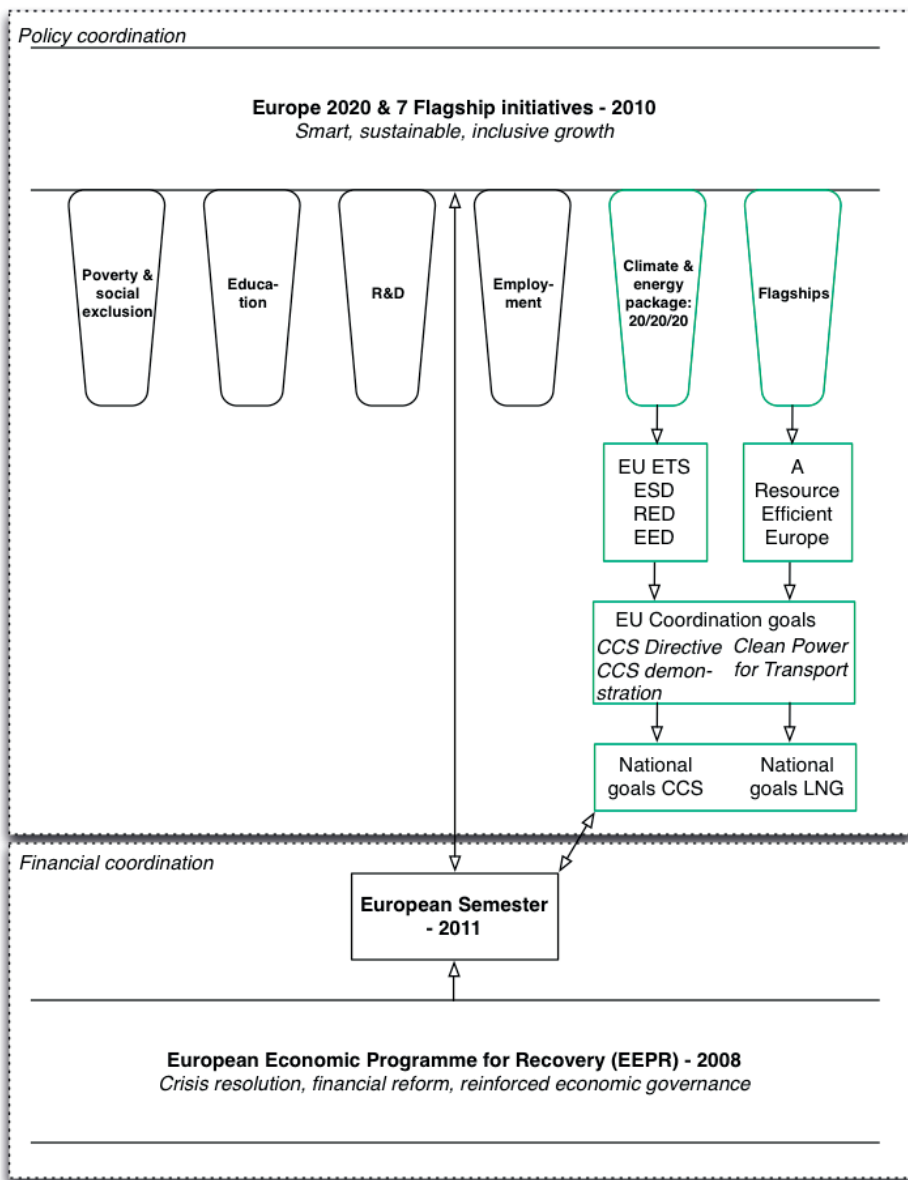 Policy coordination
Europe 2020 & 7 Flagship initiatives - 2010
Smart, sustainable, inclusive growth
Poverty &
social
exclusion
Educa-
tion
R&D
Employ-
ment
Climate &
energy
package:
20/20/20
Flagships
EU ETS
ESD
RED
EED
A
Resource
Efficient
Europe
EU Coordination goals
CCS Directive
CCS demon-
stration
Clean Power
for Transport
National
goals CCS
National
goals LNG
Financial coordination
European Semester
- 2011
European Economic Programme for Recovery (EEPR) - 2008
Crisis resolution, financial reform, reinforced economic governance